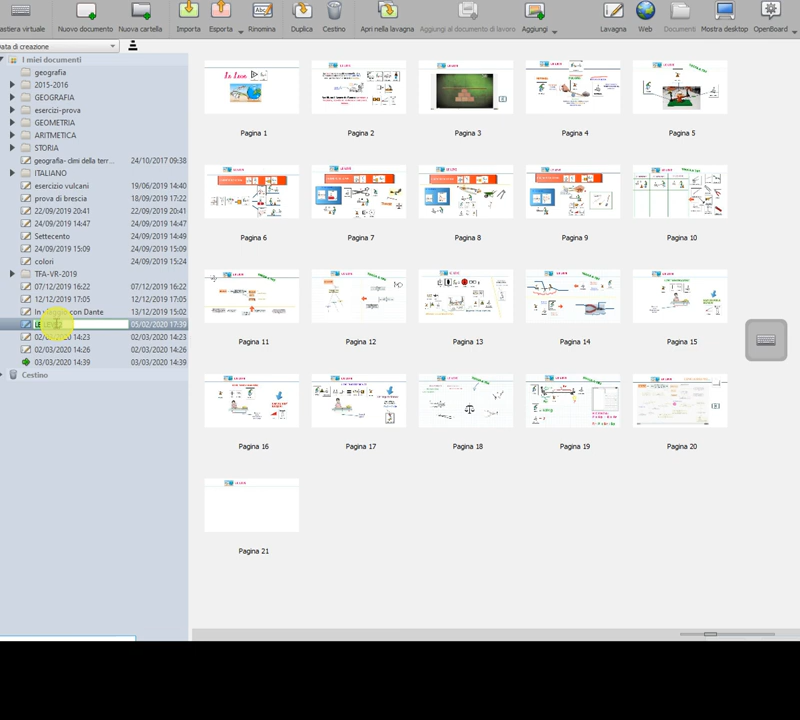 astiera virtuale Nuovo documento Nuova cartella Importa Esporta Rinomina Duplica Cestino Apri nella lavagna Aggiungi al documento di lavoro Aggiungi Lavagna Web Documenti Mostra desktop OpenBoard
ata di creazione
I miei documenti
geografia
2015-2016
GEOGRAFIA
esercizi-prova
GEOMETRIA
ARITMETICA
STORIA
geografia- climi della terr... 24/10/2017 09:38
ITALIANO
esercizio vulcani 19/06/2019 14:40
prova di brescia 18/09/2019 17:22
22/09/2019 20:41 22/09/2019 20:41
24/09/2019 14:47 24/09/2019 14:47
Settecento 24/09/2019 14:49
24/09/2019 15:09 24/09/2019 15:09
colori 24/09/2019 15:24
TFA-VR-2019
07/12/2019 16:22 07/12/2019 16:22
12/12/2019 17:05 12/12/2019 17:05
In viaggio con Dante 13/12/2019 15:02
05/02/2020 17:39
02/03/2020 14:23 02/03/2020 14:23
02/03/2020 14:26 02/03/2020 14:26
03/03/2020 14:39 03/03/2020 14:39
Cestino
Le Leve
Pagina 1 Pagina 2 Pagina 3 Pagina 4 Pagina 5
Pagina 6 Pagina 7 Pagina 8 Pagina 9 Pagina 10
Pagina 11 Pagina 12 Pagina 13 Pagina 14 Pagina 15
Pagina 16 Pagina 17 Pagina 18 Pagina 19 Pagina 20
Pagina 21